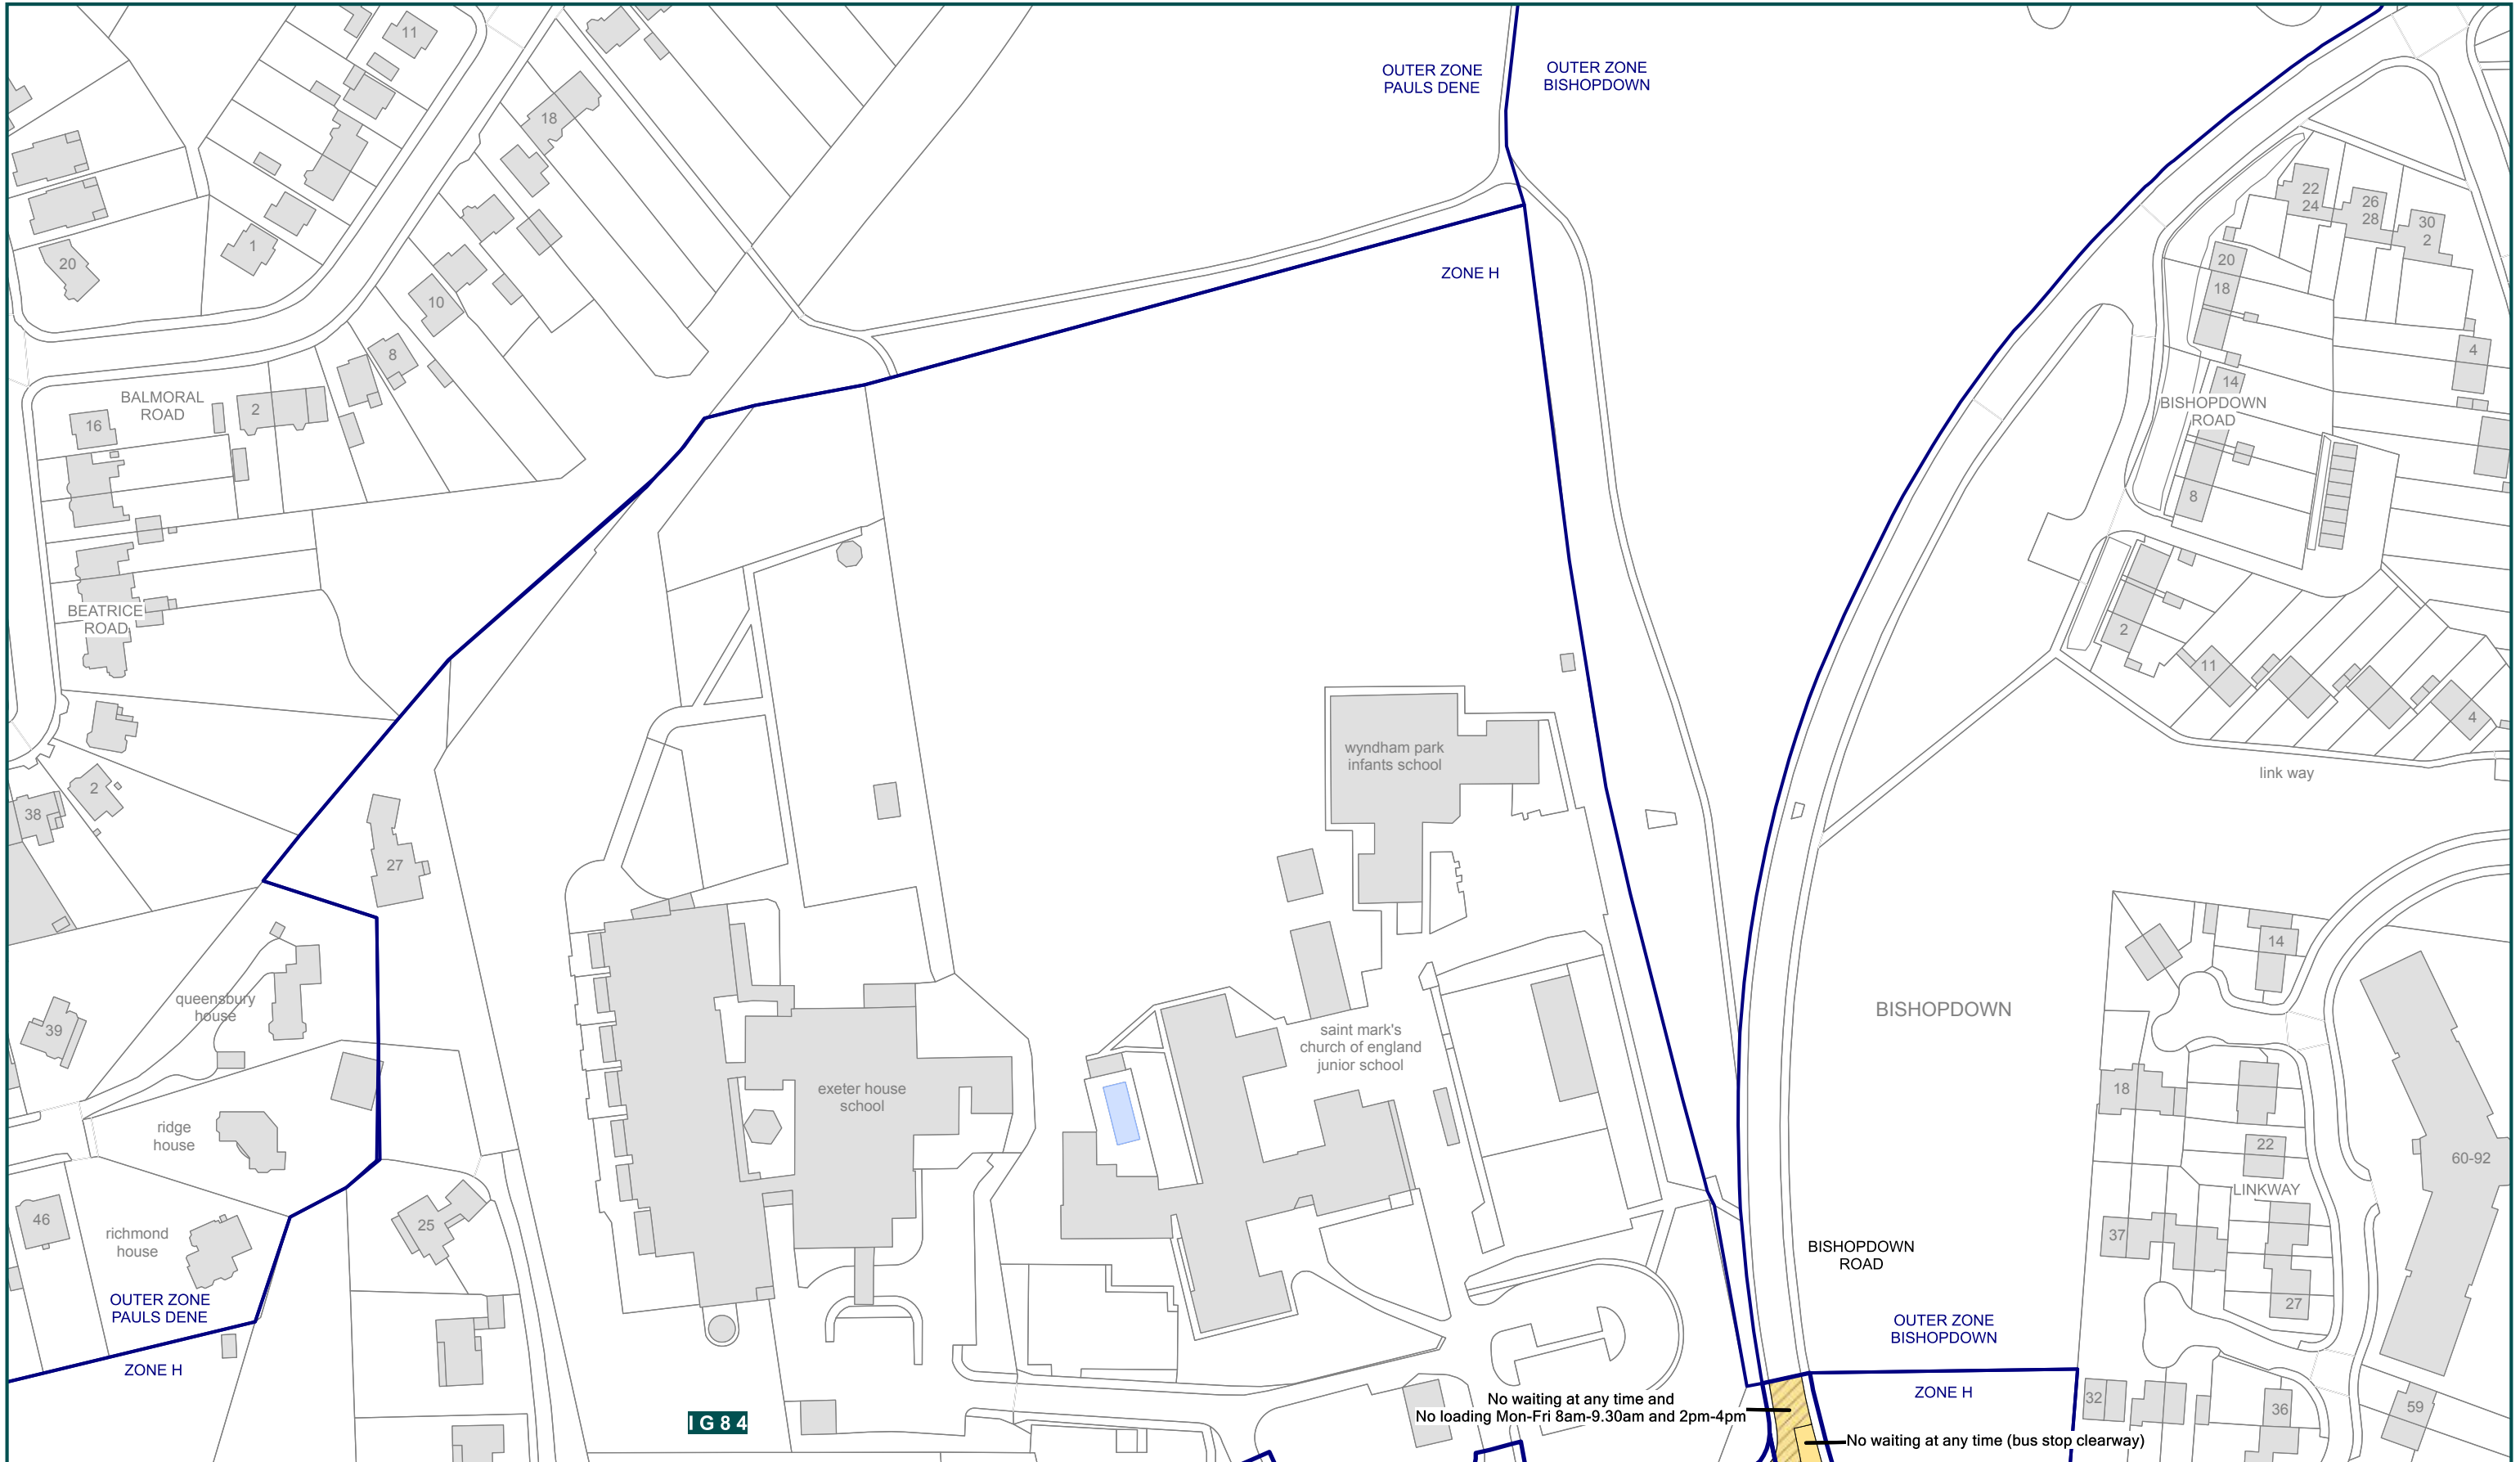 11
OUTER ZONE
PAULS DENE
OUTER ZONE
BISHOPDOWN
18
1
20
10
8
2
16
BALMORAL
ROAD
ZONE H
22
24
26
28
30
2
20
18
14
4
BISHOPDOWN
ROAD
8
2
11
4
link way
BEATRICE
ROAD
2
38
27
wyndham park
infants school
queensbury
house
39
ridge
house
exeter house
school
saint mark's
church of england
junior school
BISHOPDOWN
14
18
22
LINKWAY
60-92
37
27
46
richmond
house
25
OUTER ZONE
PAULS DENE
ZONE H
BISHOPDOWN
ROAD
OUTER ZONE
BISHOPDOWN
ZONE H
32
36
59
IG84
No waiting at any time and
No loading Mon-Fri 8am-9.30am and 2pm-4pm
No waiting at any time (bus stop clearway)